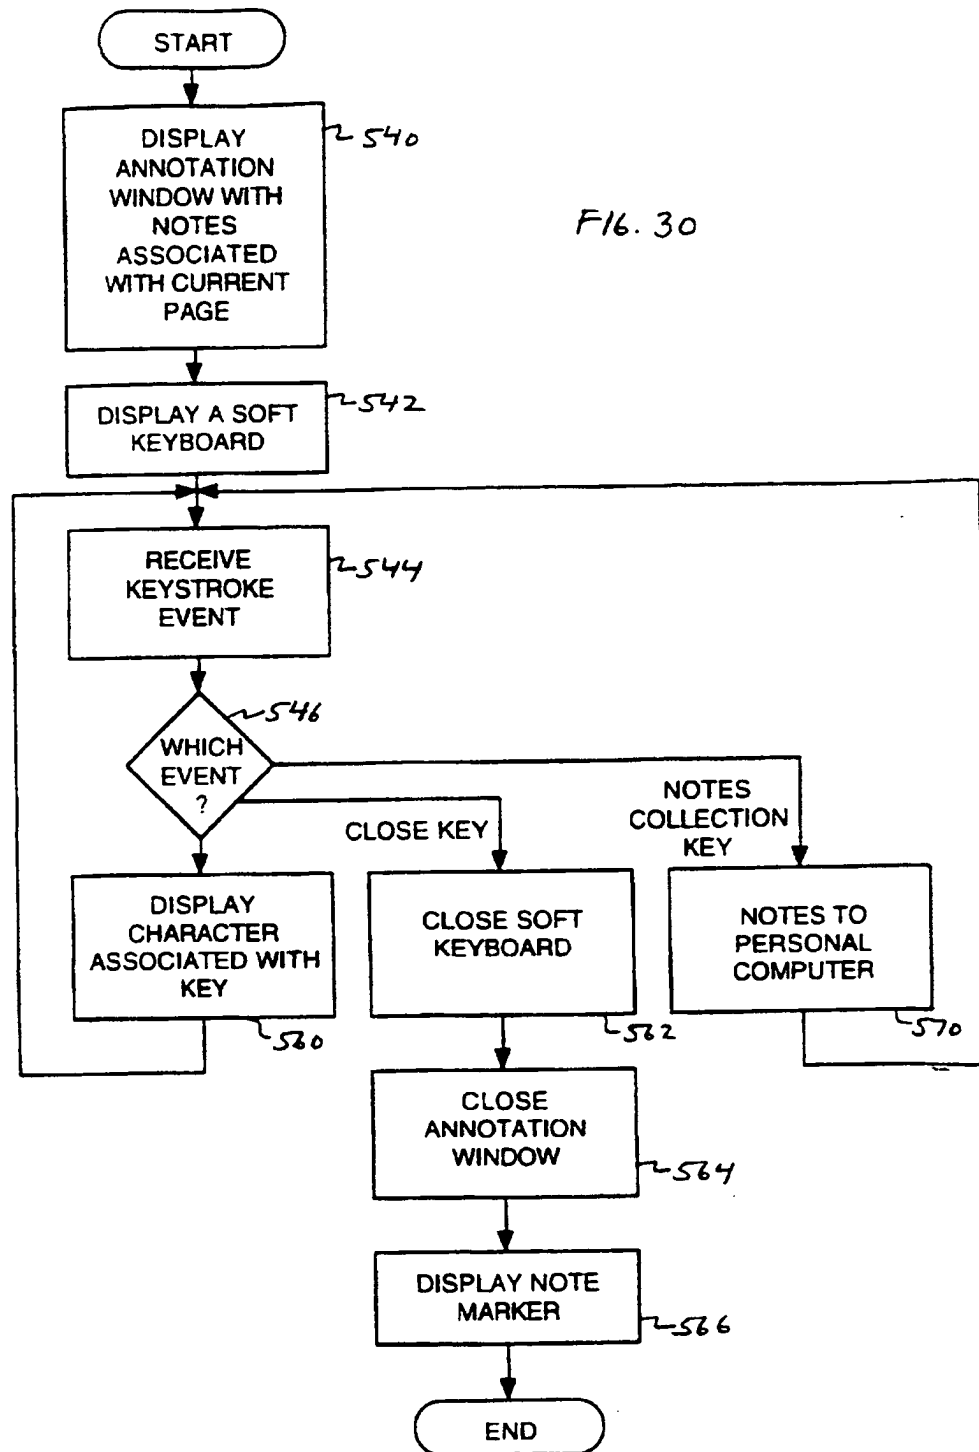 START
DISPLAY
ANNOTATION
WINDOW WITH
NOTES
ASSOCIATED
WITH CURRENT
PAGE
540
FIG. 30
DISPLAY A SOFT
KEYBOARD
542
RECEIVE
KEYSTROKE
EVENT
544
WHICH
EVENT
?
546
CLOSE KEY
NOTES
COLLECTION
KEY
DISPLAY
CHARACTER
ASSOCIATED WITH
KEY
560
CLOSE SOFT
KEYBOARD
562
NOTES TO
PERSONAL
COMPUTER
570
CLOSE
ANNOTATION
WINDOW
564
DISPLAY NOTE
MARKER
566
END